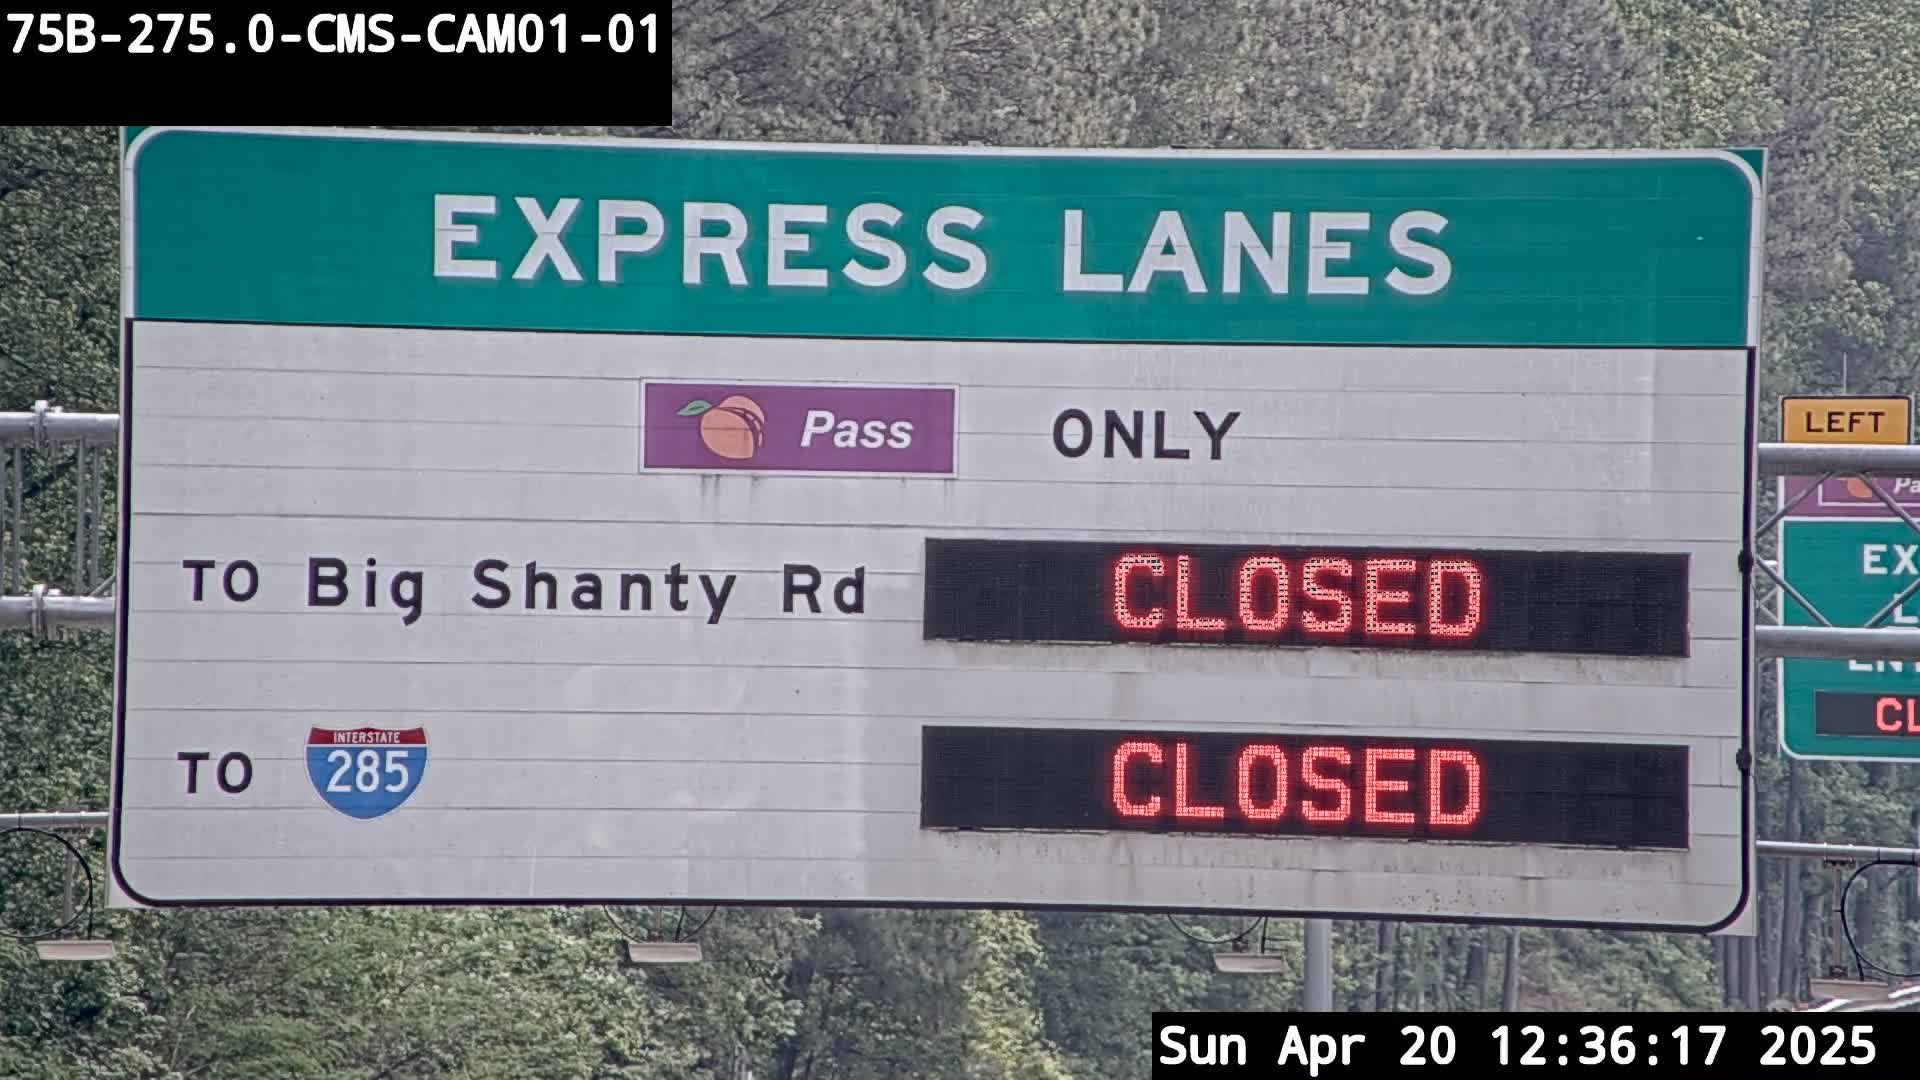 75B-275.0-CMS-CAM01-01
EXPRESS LANES
Pass ONLY
TO Big Shanty Rd CLOSED
TO INTERSTATE 285 CLOSED
LEFT
Sun Apr 20 12:36:17 2025